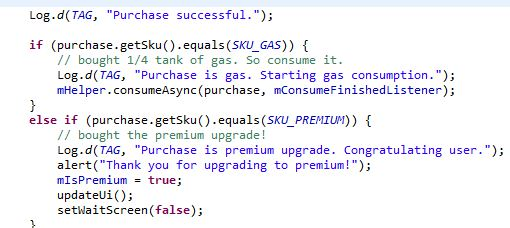 Log.d(TAG, "Purchase successful.");
if (purchase.getSku().equals(SKU_GAS)) {
// bought 1/4 tank of gas. So consume it.
Log.d(TAG, "Purchase is gas. Starting gas consumption.");
mHelper.consumeAsync(purchase, mConsumeFinishedListener);
}
else if (purchase.getSku().equals(SKU_PREMIUM)) {
// bought the premium upgrade!
Log.d(TAG, "Purchase is premium upgrade. Congratulating user.");
alert("Thank you for upgrading to premium!");
mIsPremium = true;
updateUi();
setWaitScreen(false);
}